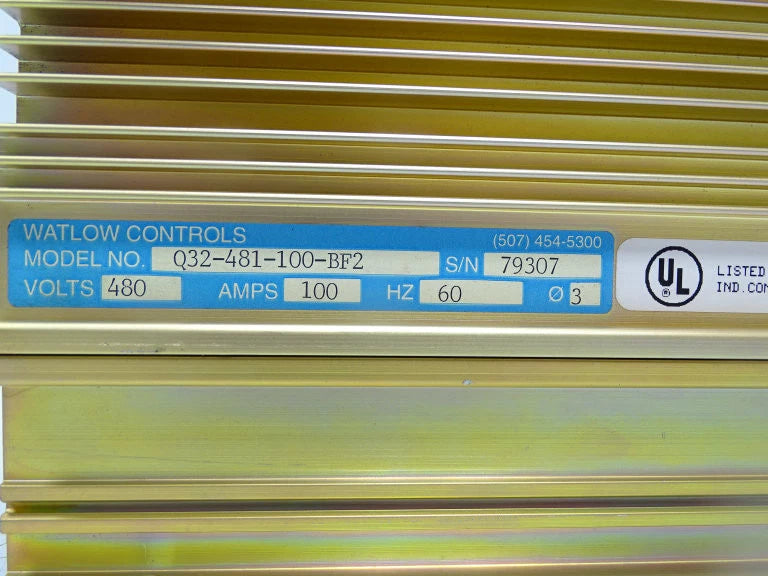 WATLOW CONTROLS (507) 454-5300
MODEL NO. Q32-481-100-BF2 S/N 79307
VOLTS 480 AMPS 100 HZ 60 Ø 3
UL ® LISTED
IND. CON